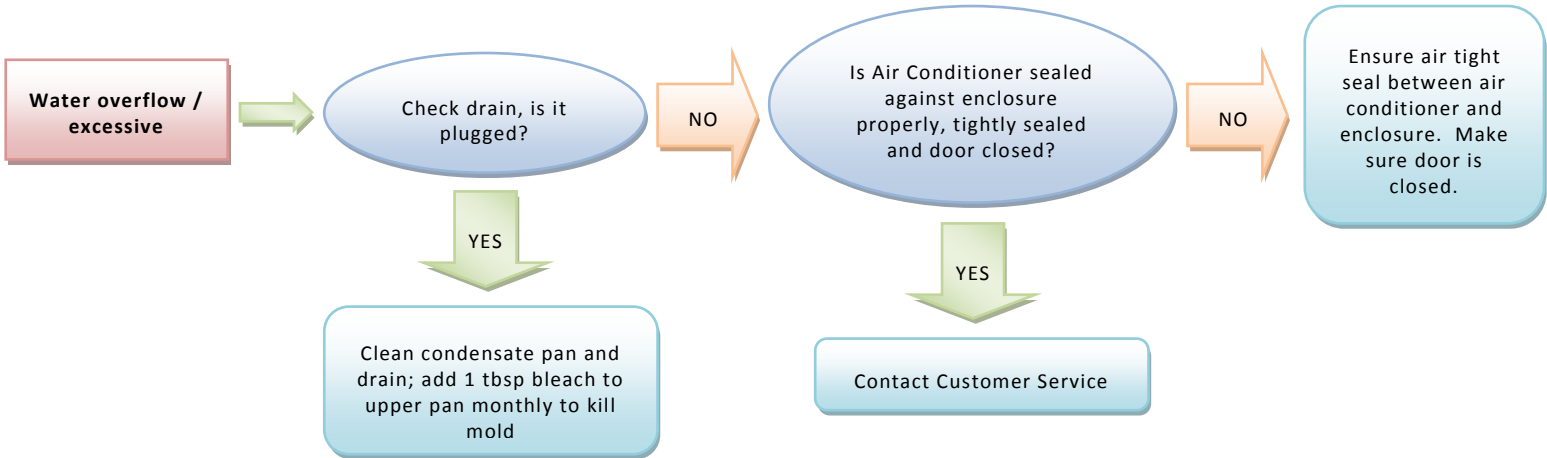 Water overflow /
excessive
Check drain, is it
plugged?
NO
Is Air Conditioner sealed
against enclosure
properly, tightly sealed
and door closed?
NO
Ensure air tight
seal between air
conditioner and
enclosure.  Make
sure door is
closed.
YES
YES
Clean condensate pan and
drain; add 1 tbsp bleach to
upper pan monthly to kill
mold
Contact Customer Service